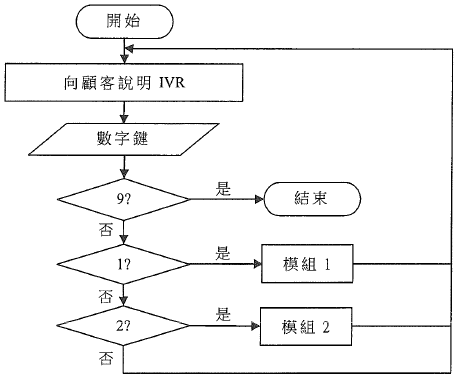 開始
向顧客說明 IVR
數字鍵
9?
是
結束
否
1?
是
模組 1
否
2?
是
模組 2
否